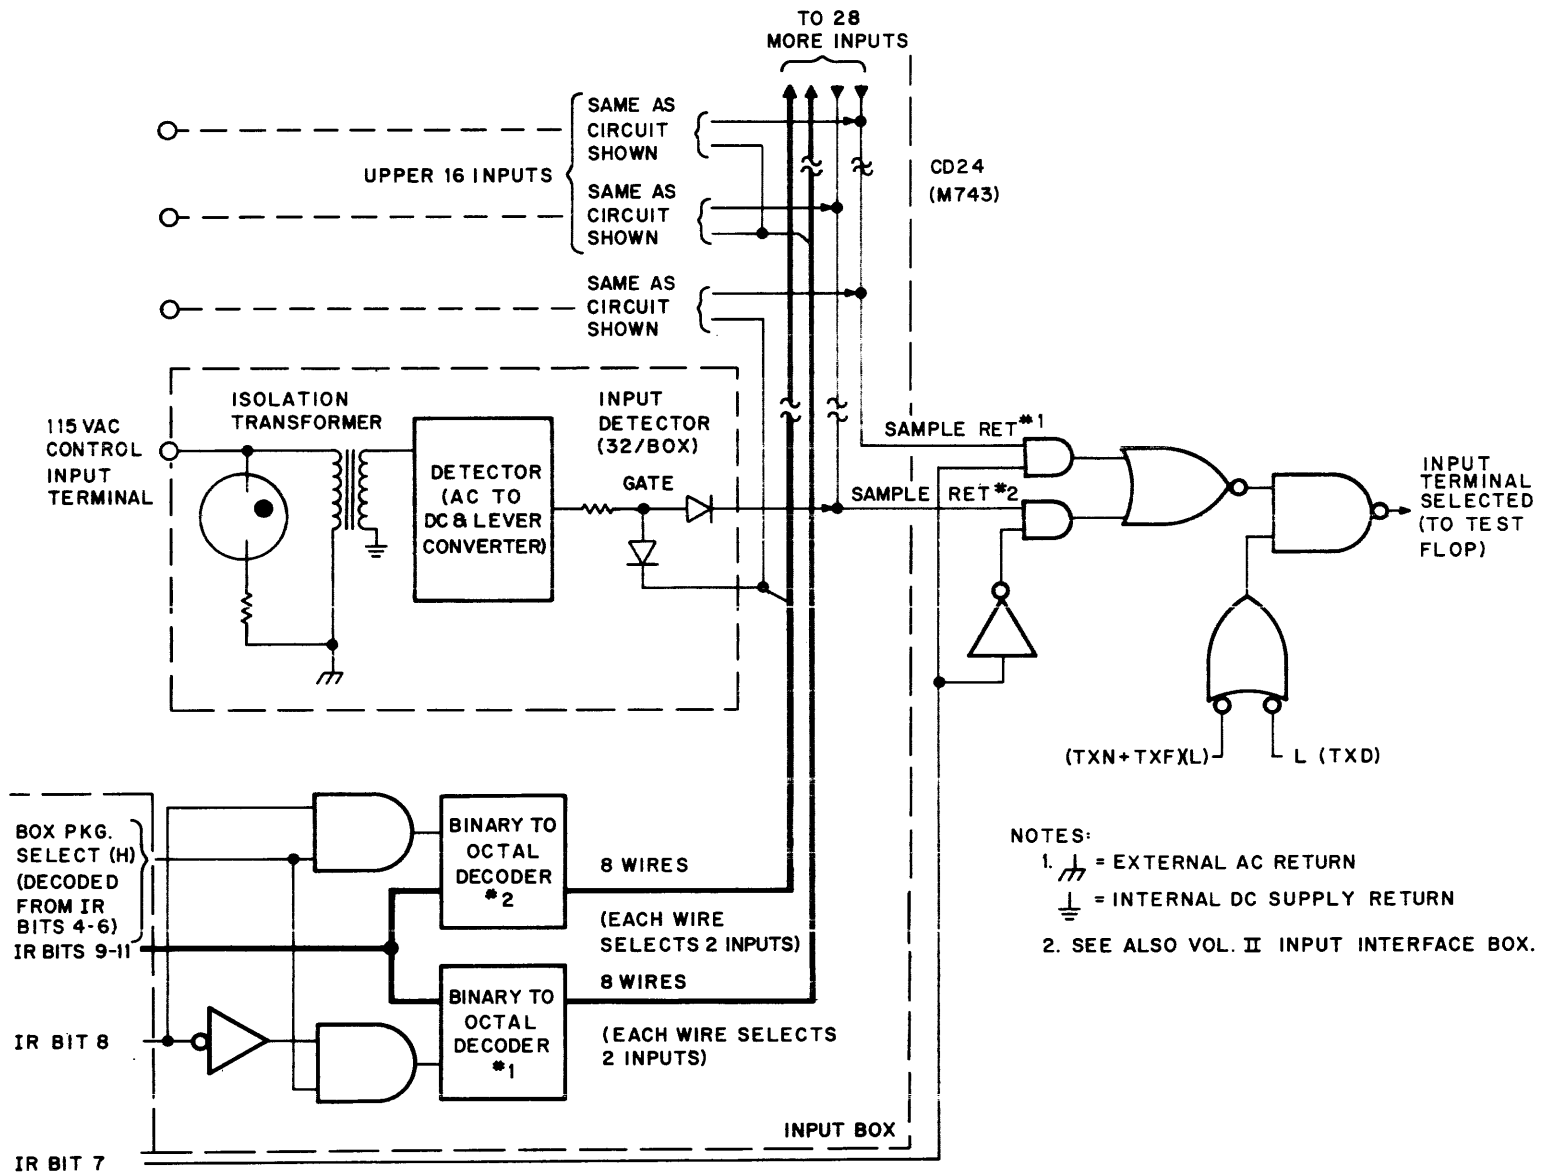 TO 28
MORE INPUTS
SAME AS
CIRCUIT
SHOWN
UPPER 16 INPUTS
SAME AS
CIRCUIT
SHOWN
CD24
(M743)
SAME AS
CIRCUIT
SHOWN
115 VAC
CONTROL
INPUT
TERMINAL
ISOLATION
TRANSFORMER
DETECTOR
(AC TO
DC & LEVER
CONVERTER)
INPUT
DETECTOR
(32/BOX)
GATE
SAMPLE RET #1
SAMPLE RET #2
INPUT
TERMINAL
SELECTED
(TO TEST
FLOP)
(TXN+TXF)(L)
L (TXD)
BOX PKG.
SELECT (H)
(DECODED
FROM IR
BITS 4-6)
IR BITS 9-11
IR BIT 8
IR BIT 7
BINARY TO
OCTAL
DECODER
#2
8 WIRES
(EACH WIRE
SELECTS 2 INPUTS)
BINARY TO
OCTAL
DECODER
#1
8 WIRES
(EACH WIRE SELECTS
2 INPUTS)
INPUT BOX
NOTES:
1. = EXTERNAL AC RETURN
= INTERNAL DC SUPPLY RETURN
2. SEE ALSO VOL. II INPUT INTERFACE BOX.